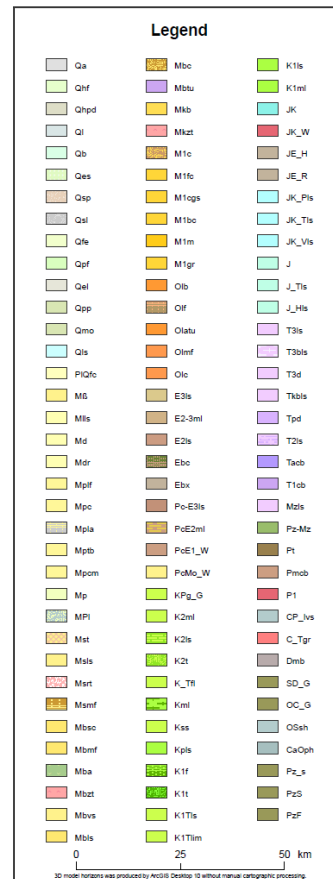 Legend
Qa
Qhf
Qhpd
Ql
Qb
Qes
Qsp
Qsl
Qfe
Qpf
Qel
Qpp
Qmo
Qls
PlQfc
Mß
Mlls
Md
Mdr
Mplf
Mpc
Mpla
Mptb
Mpcm
Mp
MPl
Mst
Msls
Msrt
Msmf
Mbsc
Mbmf
Mba
Mbzt
Mbvs
Mbls
Mbc
Mbtu
Mkb
Mkzt
M1c
M1fc
M1cgs
M1bc
M1m
M1gr
Olb
Olf
Olatu
Olmf
Olc
E3ls
E2-3ml
E2ls
Ebc
Ebx
Pc-E3ls
PcE2ml
PcE1_W
PcMo_W
KPg_G
K2ml
K2ls
K2t
K_Tfl
Kml
Kss
Kpls
K1f
K1t
K1Tls
K1Tlim
K1ls
K1ml
JK
JK_W
JE_H
JE_R
JK_Pls
JK_Tls
JK_Vls
J
J_Tls
J_Hls
T3ls
T3bls
T3d
Tkbls
Tpd
T2ls
Tacb
T1cb
Mzls
Pz-Mz
Pt
Pmcb
P1
CP_lvs
C_Tgr
Dmb
SD_G
OC_G
OSsh
CaOph
Pz_s
PzS
PzF
0 25 50 km
3D model horizons was produced by ArcGIS Desktop 10 without manual cartographic processing.